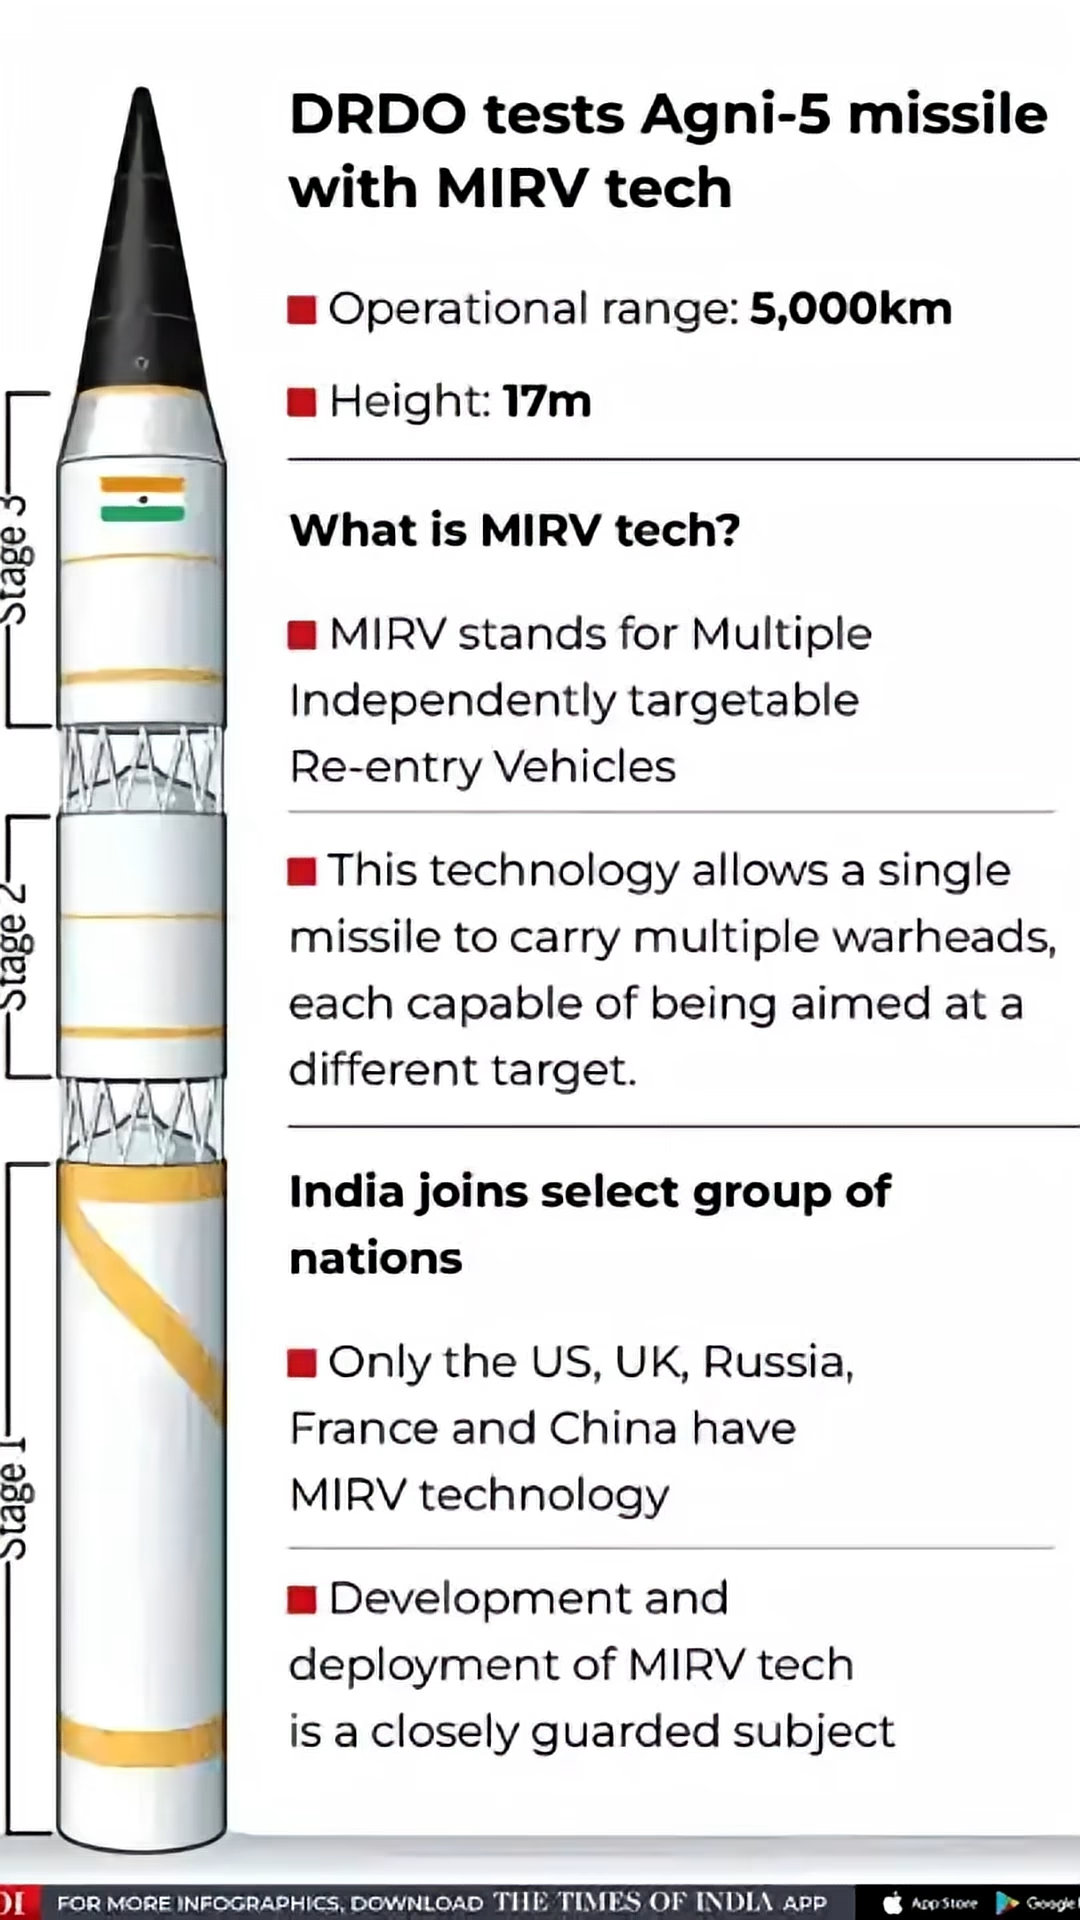 DRDO tests Agni-5 missile
with MIRV tech
Operational range: 5,000km
Height: 17m
Stage 3
What is MIRV tech?
MIRV stands for Multiple
Independently targetable
Re-entry Vehicles
Stage 2
This technology allows a single
missile to carry multiple warheads,
each capable of being aimed at a
different target.
India joins select group of
nations
Only the US, UK, Russia,
France and China have
MIRV technology
Stage 1
Development and
deployment of MIRV tech
is a closely guarded subject
OI FOR MORE INFOGRAPHICS, DOWNLOAD THE TIMES OF INDIA APP App Store Google